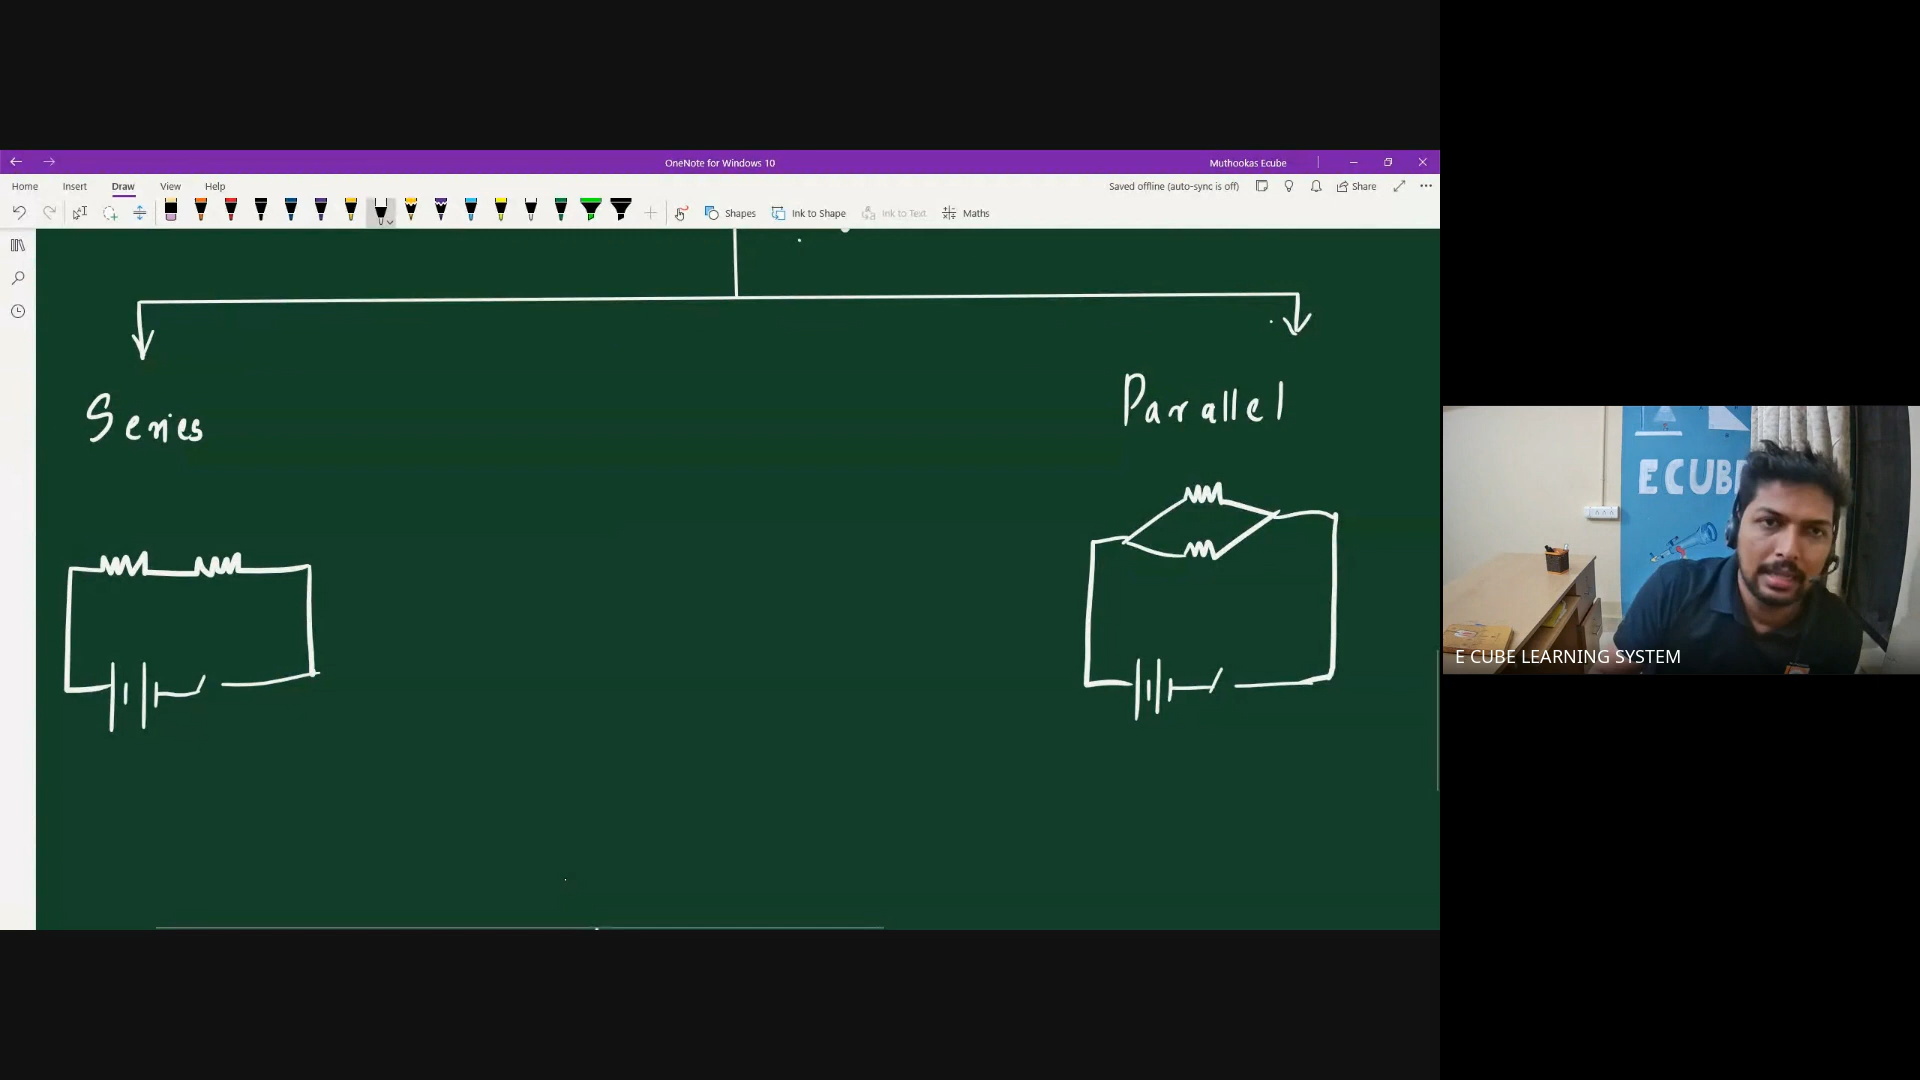 OneNote for Windows 10
Muthookas Ecube
Home Insert Draw View Help
Saved offline (auto-sync is off)
Share
Shapes
Ink to Shape
Ink to Text
Maths
Series
Parallel
E CUB
E CUBE LEARNING SYSTEM